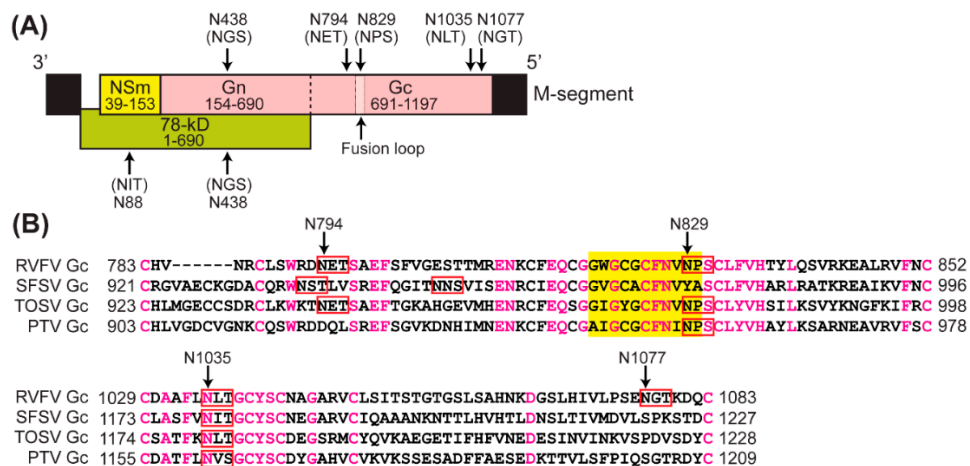 (A)
N438 N794 N829 N1035 N1077
(NGS) (NET) (NPS) (NLT) (NGT)
3’ 5’
NSm Gn Gc M-segment
39-153 154-690 691-1197
78-kD
1-690
Fusion loop
(NIT) (NGS)
N88 N438
(B)
N794 N829
RVFV Gc 783 CHV------NRCLSWRDNETSAEFSFVGESTTMRENKCFEQCGGWGCGCFNVNPSCLFVHTYLQSVRKEALRVFNC 852
SFSV Gc 921 CRGVAECKGDACQRWNSTLVSREFQGITNNSVISENRCIEQCGGVGCACFNVYASCLFVHARLRATKREAIKVFNC 996
TOSV Gc 923 CHLMGECCSDRCLKWKTNETSAEFTGKAHGEVMHENRCFEQCGGIGYGCFNVNPSCLYVHTYLKSVYKNGFKIFRC 998
PTV Gc 903 CHLVGDCVGNKCQSWRDDQLSREFSGVKDNHIMNENKCFEQCGAIGCGCFNINPSCLYVHAYLKSARNEAVRVFSC 978
N1035 N1077
RVFV Gc 1029 CDAAFLNLTGCYSCNAGARVCLSITSTGTGSLSAHNKDGSLHIVLPSENGTKDQC 1083
SFSV Gc 1173 CLASFVNITGCYSCNEGARVCIQAAANKNTTLHVHTLDNSLTIVMDVLSPKSTDC 1227
TOSV Gc 1174 CSATFKNLTGCYSCDEGSRMCYQVKAEGETIFHFVNEDESINVINKVSPDVSDYC 1228
PTV Gc 1155 CDATFLNVSGCYSCDYGAHVCVKVKSSESADFFAESEDKTTVLSFPIQSGTRDYC 1209